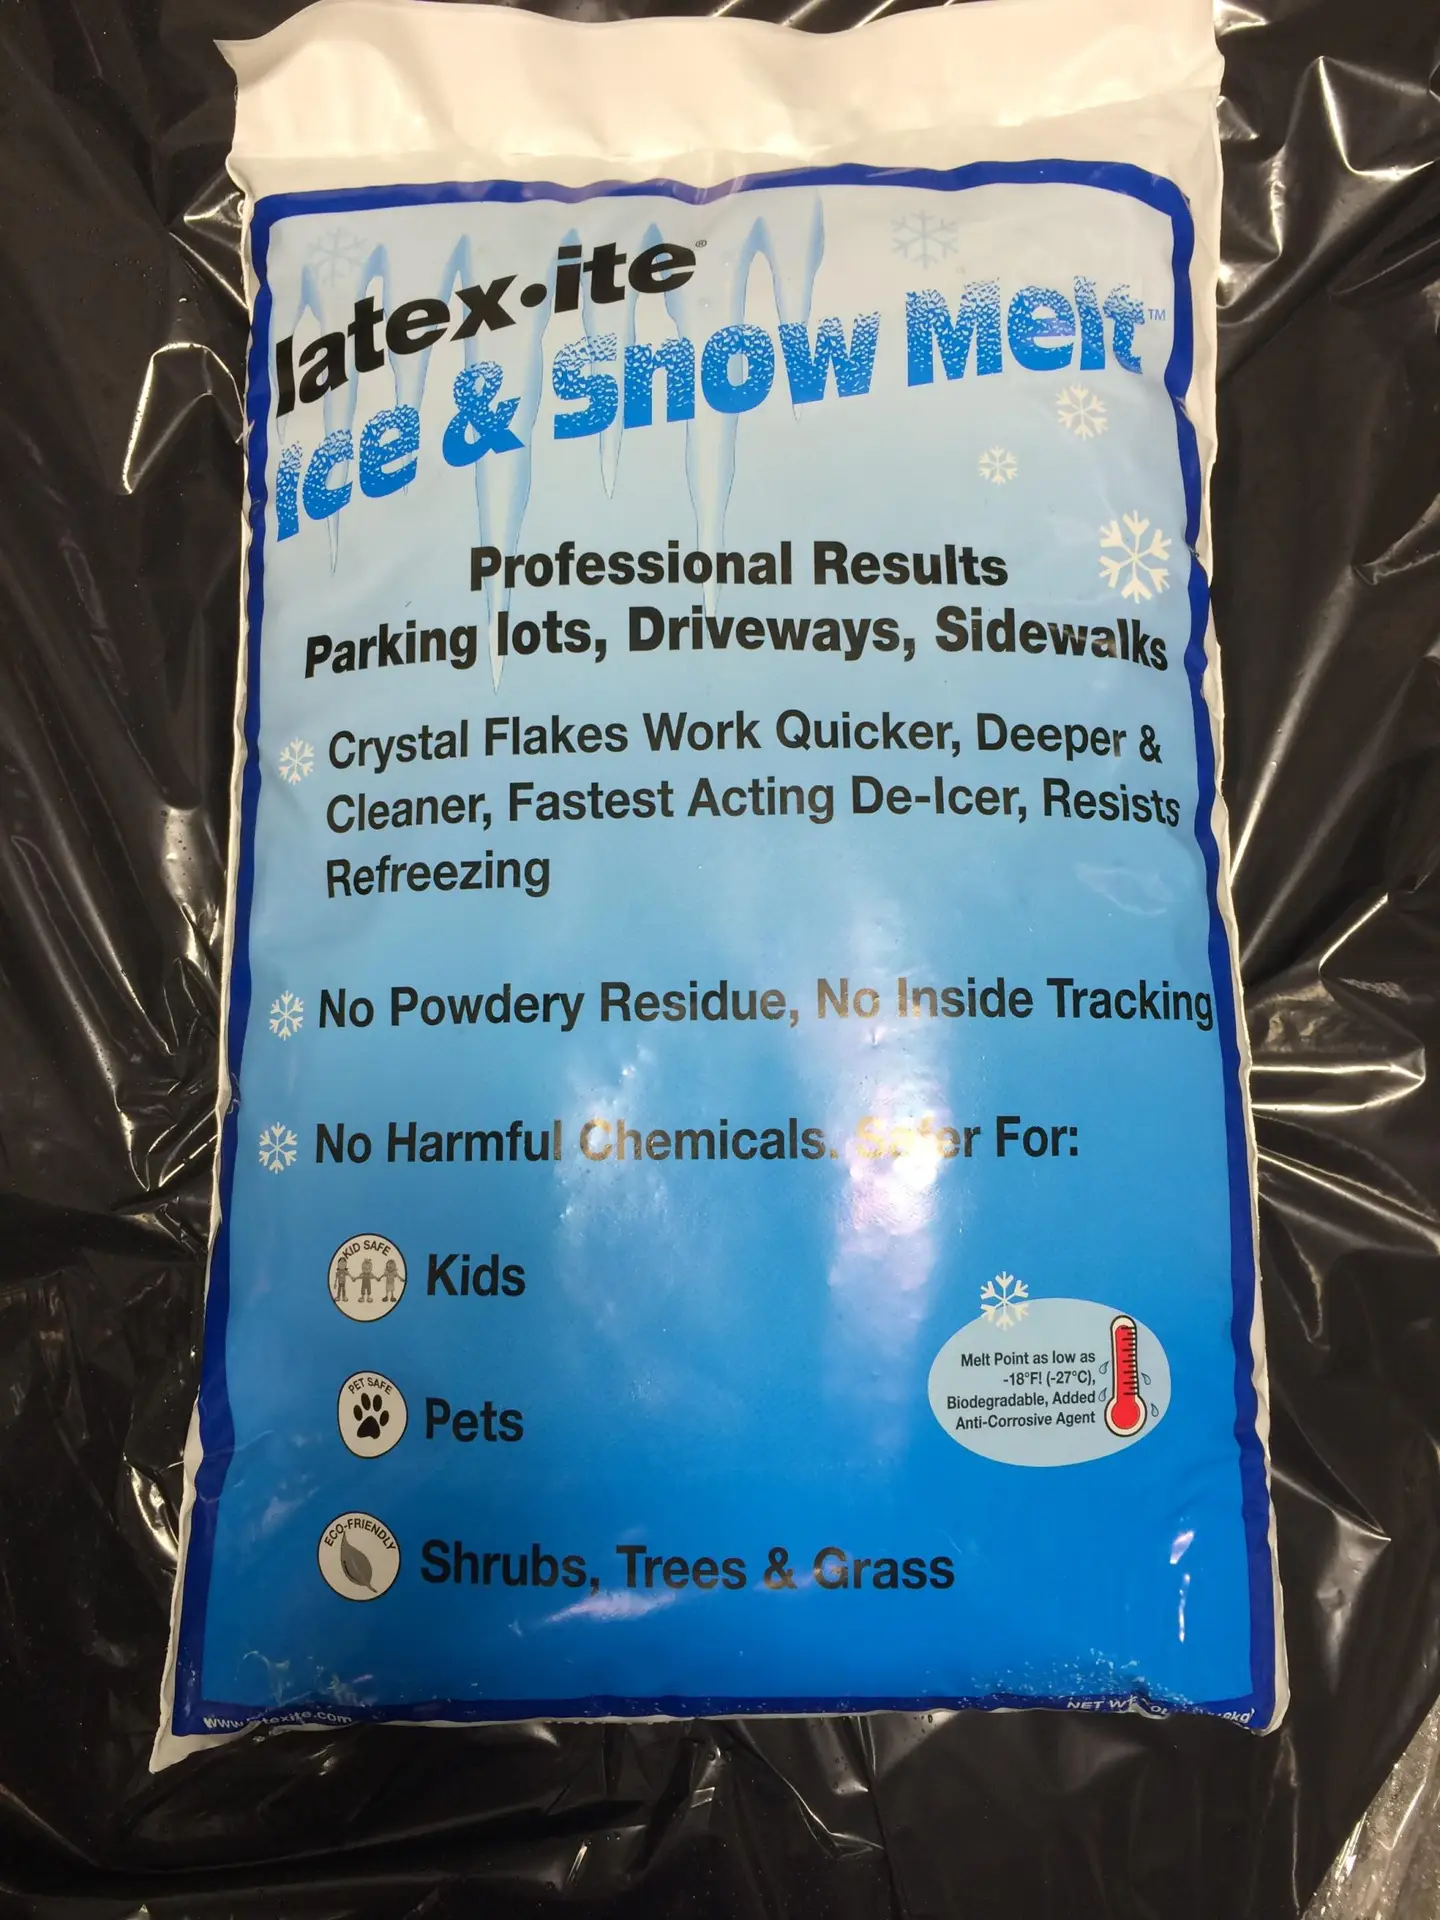 latex•ite®
Ice & Snow Melt™
Professional Results
Parking lots, Driveways, Sidewalks
Crystal Flakes Work Quicker, Deeper &
Cleaner, Fastest Acting De-Icer, Resists
Refreezing
No Powdery Residue, No Inside Tracking
No Harmful Chemicals. Safer For:
KID SAFE
Kids
PET SAFE
Pets
ECO-FRIENDLY
Shrubs, Trees & Grass
Melt Point as low as
-18°F! (-27°C),
Biodegradable, Added
Anti-Corrosive Agent
NET